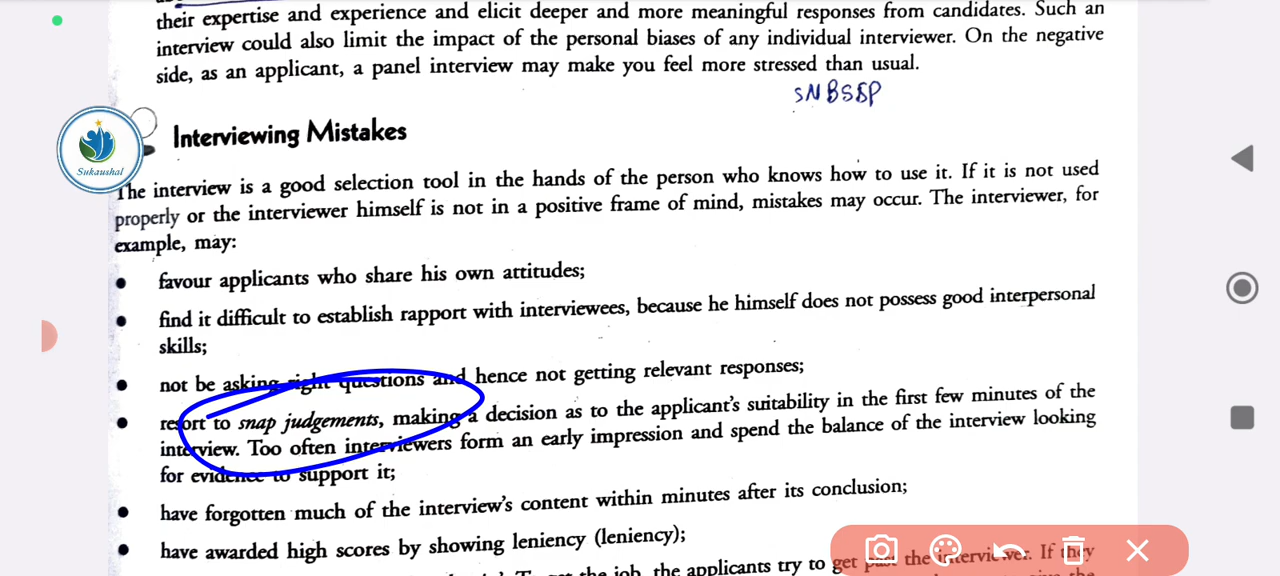 their expertise and experience and elicit deeper and more meaningful responses from candidates. Such an
interview could also limit the impact of the personal biases of any individual interviewer. On the negative
side, as an applicant, a panel interview may make you feel more stressed than usual.
SNBS&P
Interviewing Mistakes
Sukaushal
The interview is a good selection tool in the hands of the person who knows how to use it. If it is not used
properly or the interviewer himself is not in a positive frame of mind, mistakes may occur. The interviewer, for
example, may:
• favour applicants who share his own attitudes;
• find it difficult to establish rapport with interviewees, because he himself does not possess good interpersonal
skills;
• not be asking right questions and hence not getting relevant responses;
• resort to snap judgements, making a decision as to the applicant's suitability in the first few minutes of the
interview. Too often interviewers form an early impression and spend the balance of the interview looking
for evidence to support it;
• have forgotten much of the interview's content within minutes after its conclusion;
• have awarded high scores by showing leniency (leniency);
the job, the applicants try to get past the interviewer. If they